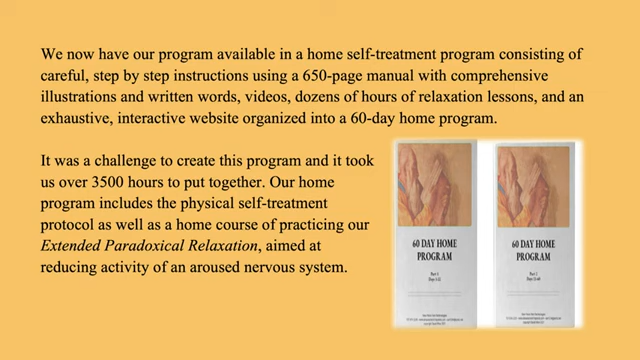 We now have our program available in a home self-treatment program consisting of
careful, step by step instructions using a 650-page manual with comprehensive
illustrations and written words, videos, dozens of hours of relaxation lessons, and an
exhaustive, interactive website organized into a 60-day home program.
It was a challenge to create this program and it took
us over 3500 hours to put together. Our home
program includes the physical self-treatment
protocol as well as a home course of practicing our
Extended Paradoxical Relaxation, aimed at
reducing activity of an aroused nervous system.
60 DAY HOME
PROGRAM
Part 1
60 DAY HOME
PROGRAM
Part 2